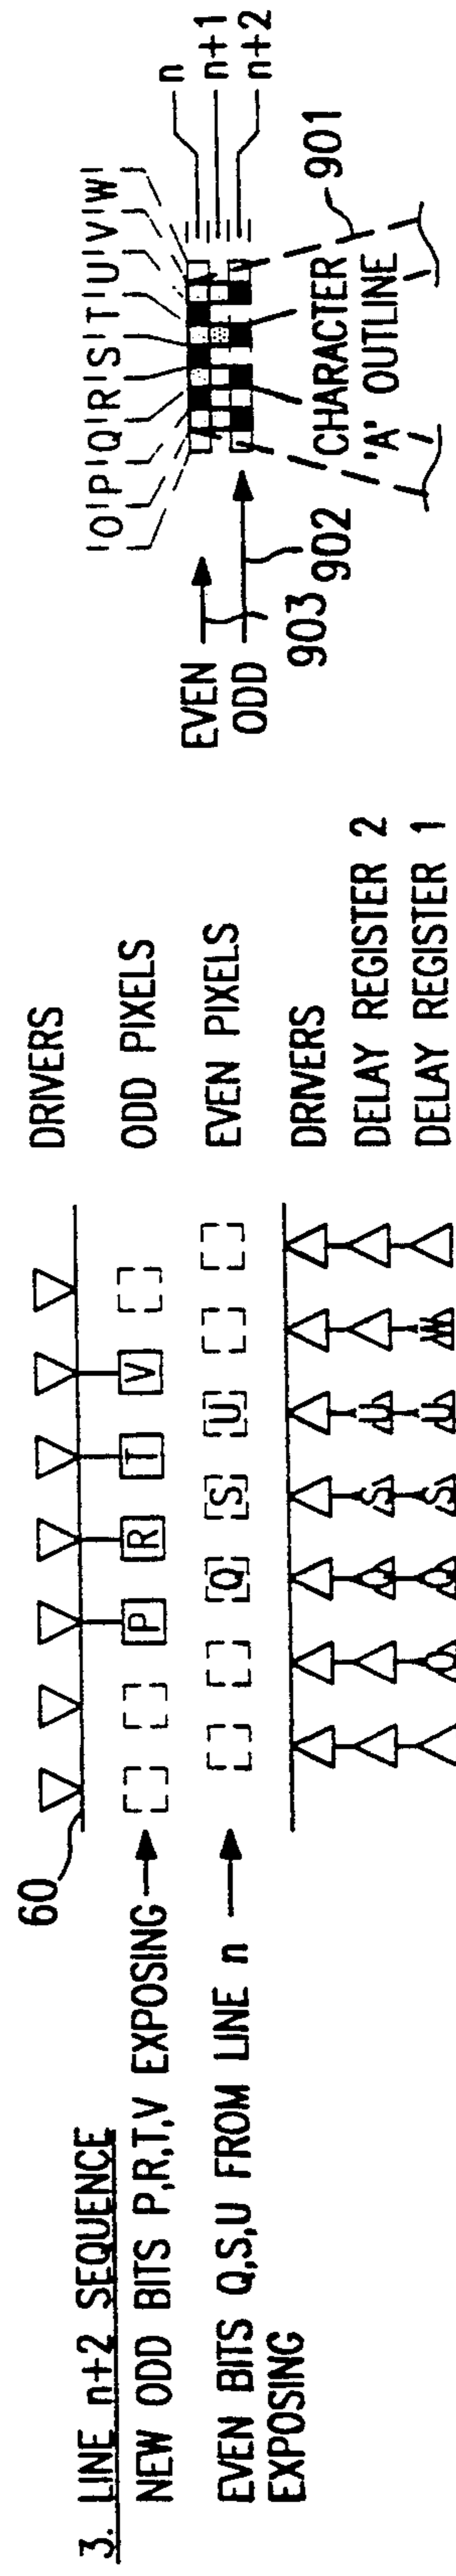 3. LINE n+2 SEQUENCE
NEW ODD BITS P,R,T,V EXPOSING
EVEN BITS Q,S,U FROM LINE n
EXPOSING
60
P R T V
Q S U
Q S U
O Q S U W
DRIVERS
ODD PIXELS
EVEN PIXELS
DRIVERS
DELAY REGISTER 2
DELAY REGISTER 1
EVEN
ODD
903
902
O P Q R S T U V W
CHARACTER
'A' OUTLINE
901
n
n+1
n+2